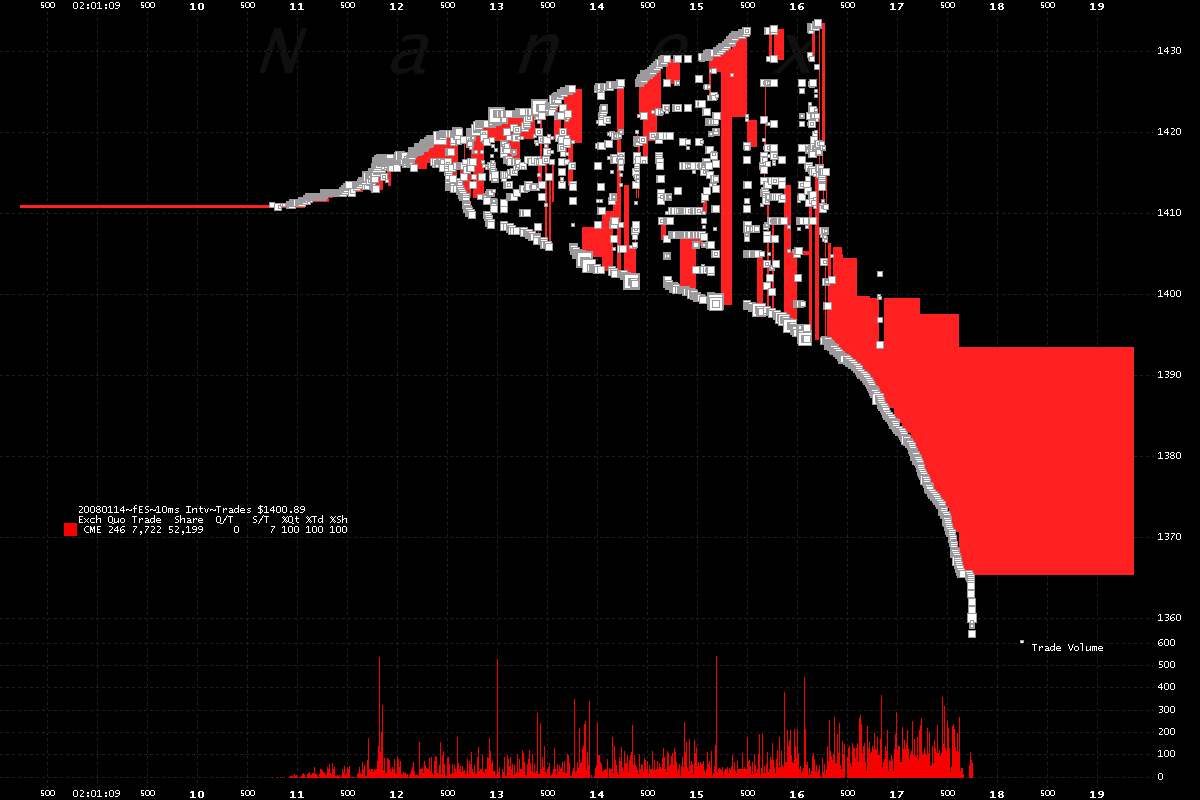 500 02:01:09 500 10 500 11 500 12 500 13 500 14 500 15 500 16 500 17 500 18 500 19
Nanex
1430
1420
1410
1400
1390
1380
20080114~fES~10ms Intv~Trades $1400.89
Exch Quo Trade Share Q/T S/T %Qt %Td %Sh
CME 246 7,722 52,199 0 7 100 100 100
1370
1360
600
Trade Volume
500
400
300
200
100
0
500 02:01:09 500 10 500 11 500 12 500 13 500 14 500 15 500 16 500 17 500 18 500 19